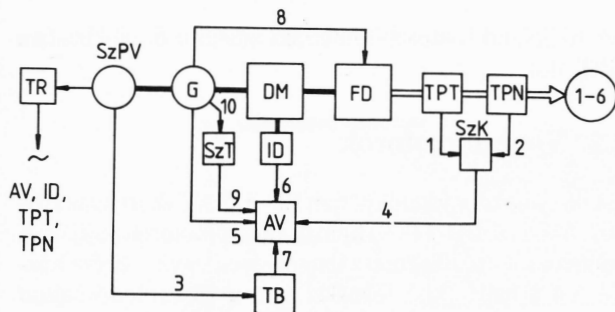 8
SzPV
TR
G
DM
FD
TPT
TPN
1-6
10
SzK
1
2
SzT
ID
~
AV, ID,
TPT,
TPN
9
6
4
5
AV
7
3
TB